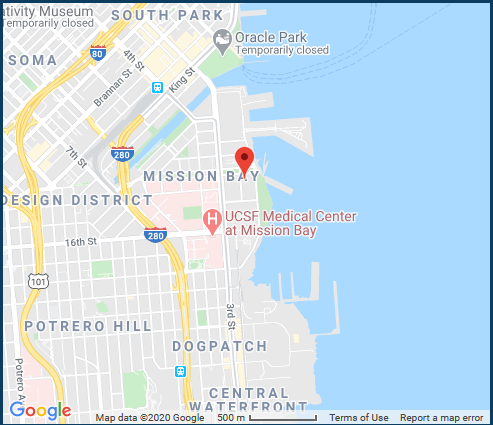 ativity Museum
Temporarily closed
SOUTH PARK
Oracle Park
Temporarily closed
SOMA
80
4th St
King St
Brannan St
7th St
280
MISSION BAY
DESIGN DISTRICT
H
UCSF Medical Center
at Mission Bay
16th St
280
101
3rd St
POTRERO HILL
DOGPATCH
Potrero Av
CENTRAL
WATERFRONT
Google
Map data ©2020 Google
500 m
Terms of Use
Report a map error